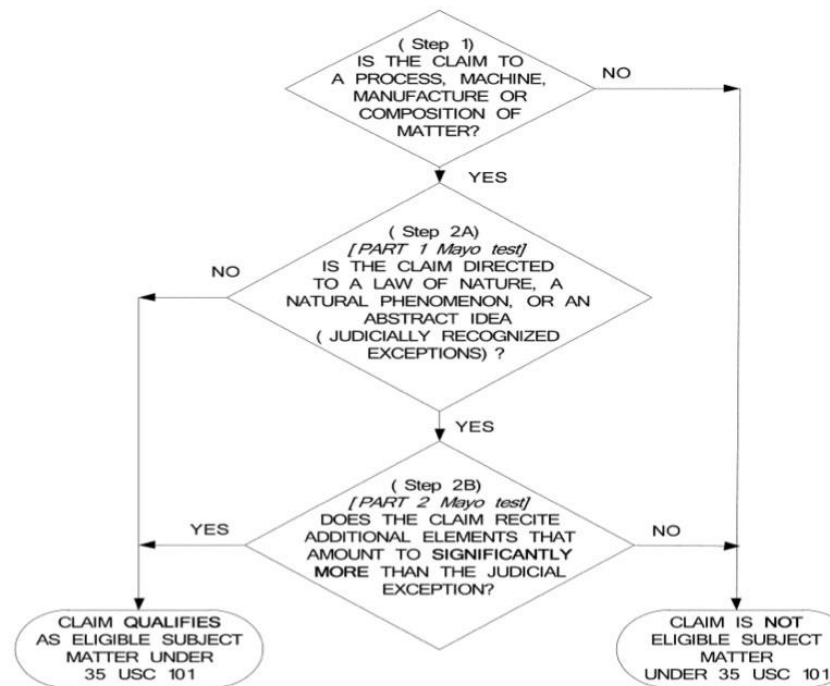 ( Step 1)
IS THE CLAIM TO
A PROCESS, MACHINE,
MANUFACTURE OR
COMPOSITION OF
MATTER?
NO
YES
( Step 2A)
[PART 1 Mayo test]
IS THE CLAIM DIRECTED
TO A LAW OF NATURE, A
NATURAL PHENOMENON, OR AN
ABSTRACT IDEA
( JUDICIALLY RECOGNIZED
EXCEPTIONS) ?
NO
YES
( Step 2B)
[PART 2 Mayo test]
DOES THE CLAIM RECITE
ADDITIONAL ELEMENTS THAT
AMOUNT TO SIGNIFICANTLY
MORE THAN THE JUDICIAL
EXCEPTION?
YES
NO
CLAIM QUALIFIES
AS ELIGIBLE SUBJECT
MATTER UNDER
35 USC 101
CLAIM IS NOT
ELIGIBLE SUBJECT
MATTER
UNDER 35 USC 101